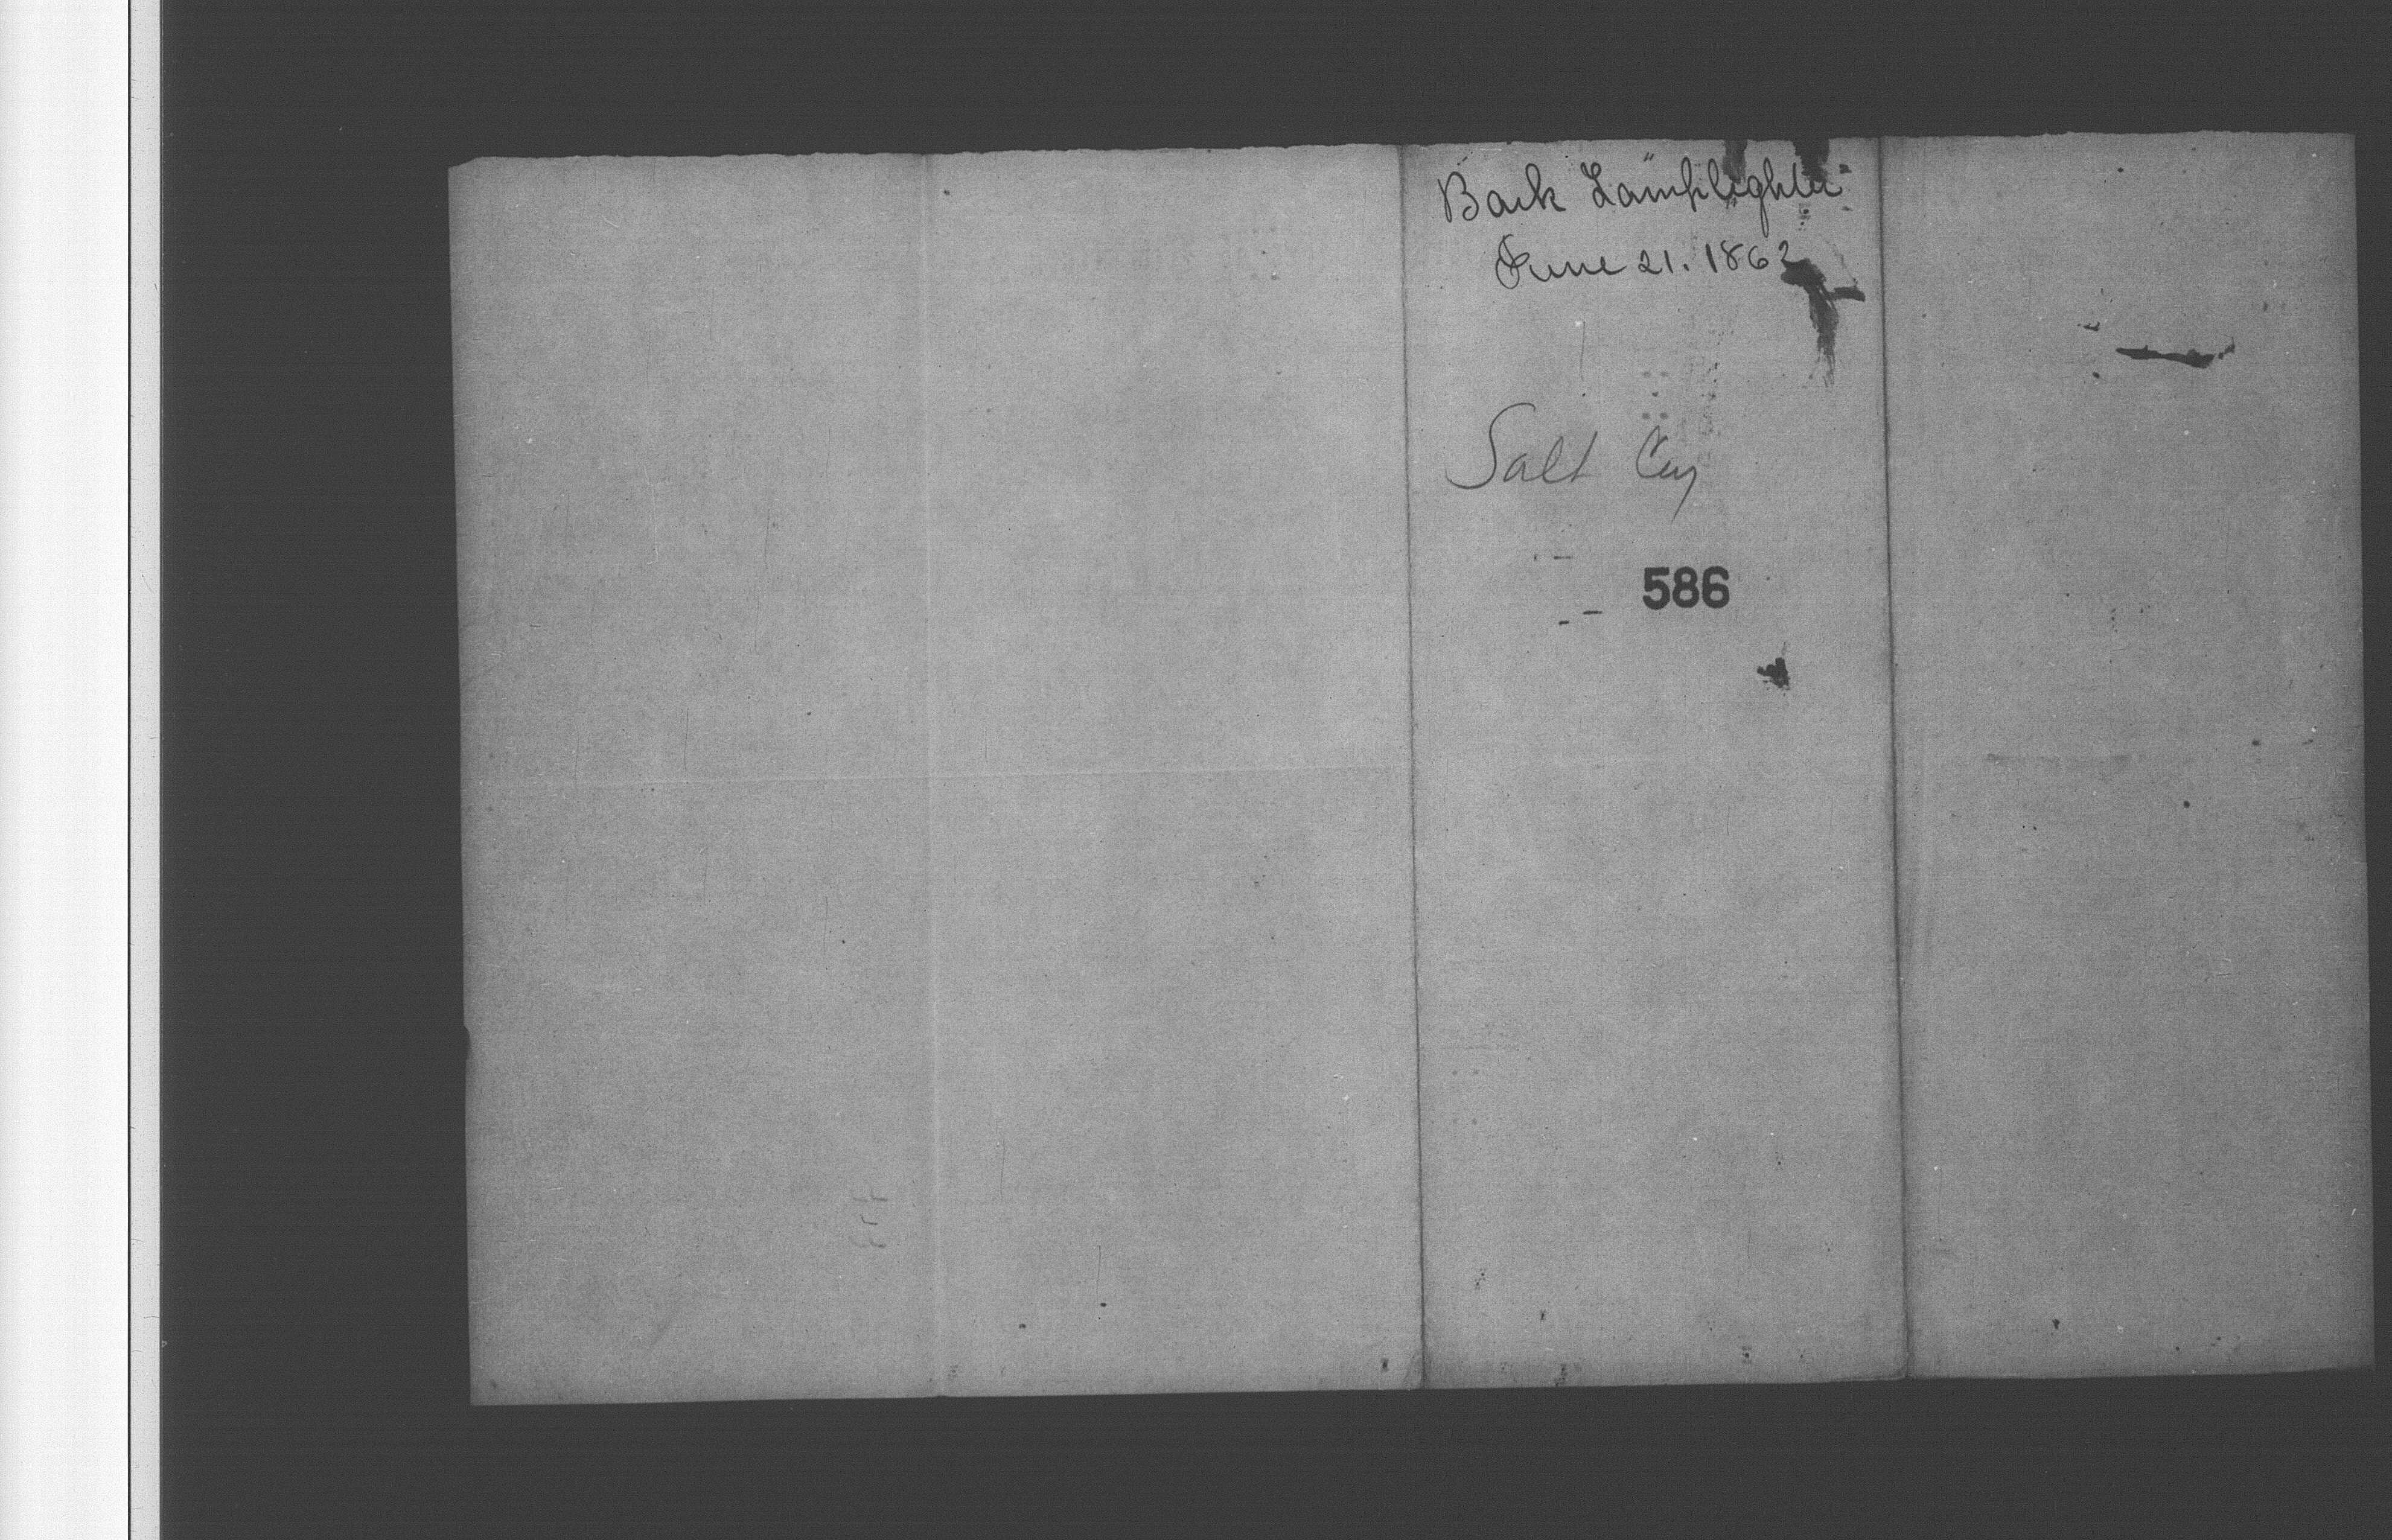 Bark "Lamplighter"
June 21. 1862
Salt Cay
586